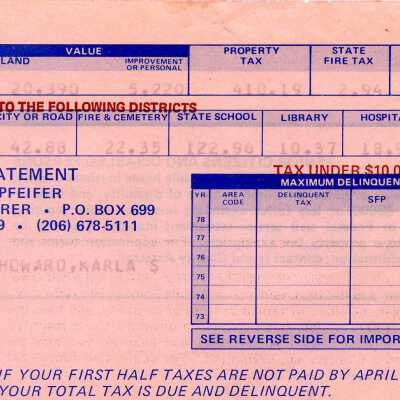 VALUE
LAND IMPROVEMENT OR PERSONAL PROPERTY TAX STATE FIRE TAX
20,390 5,220 410.19 2.94
TO THE FOLLOWING DISTRICTS
CITY OR ROAD FIRE & CEMETERY STATE SCHOOL LIBRARY HOSPITA
42.88 22.35 122.96 10.37 18.9
ATEMENT
PFEIFER
RER • P.O. BOX 699
9 • (206) 678-5111
HOWARD, KARLA $
TAX UNDER $10.0
MAXIMUM DELINQUEN
YR AREA CODE DELINQUENT TAX SFP
78
77
76
75
74
73
SEE REVERSE SIDE FOR IMPOR
IF YOUR FIRST HALF TAXES ARE NOT PAID BY APRIL
YOUR TOTAL TAX IS DUE AND DELINQUENT.